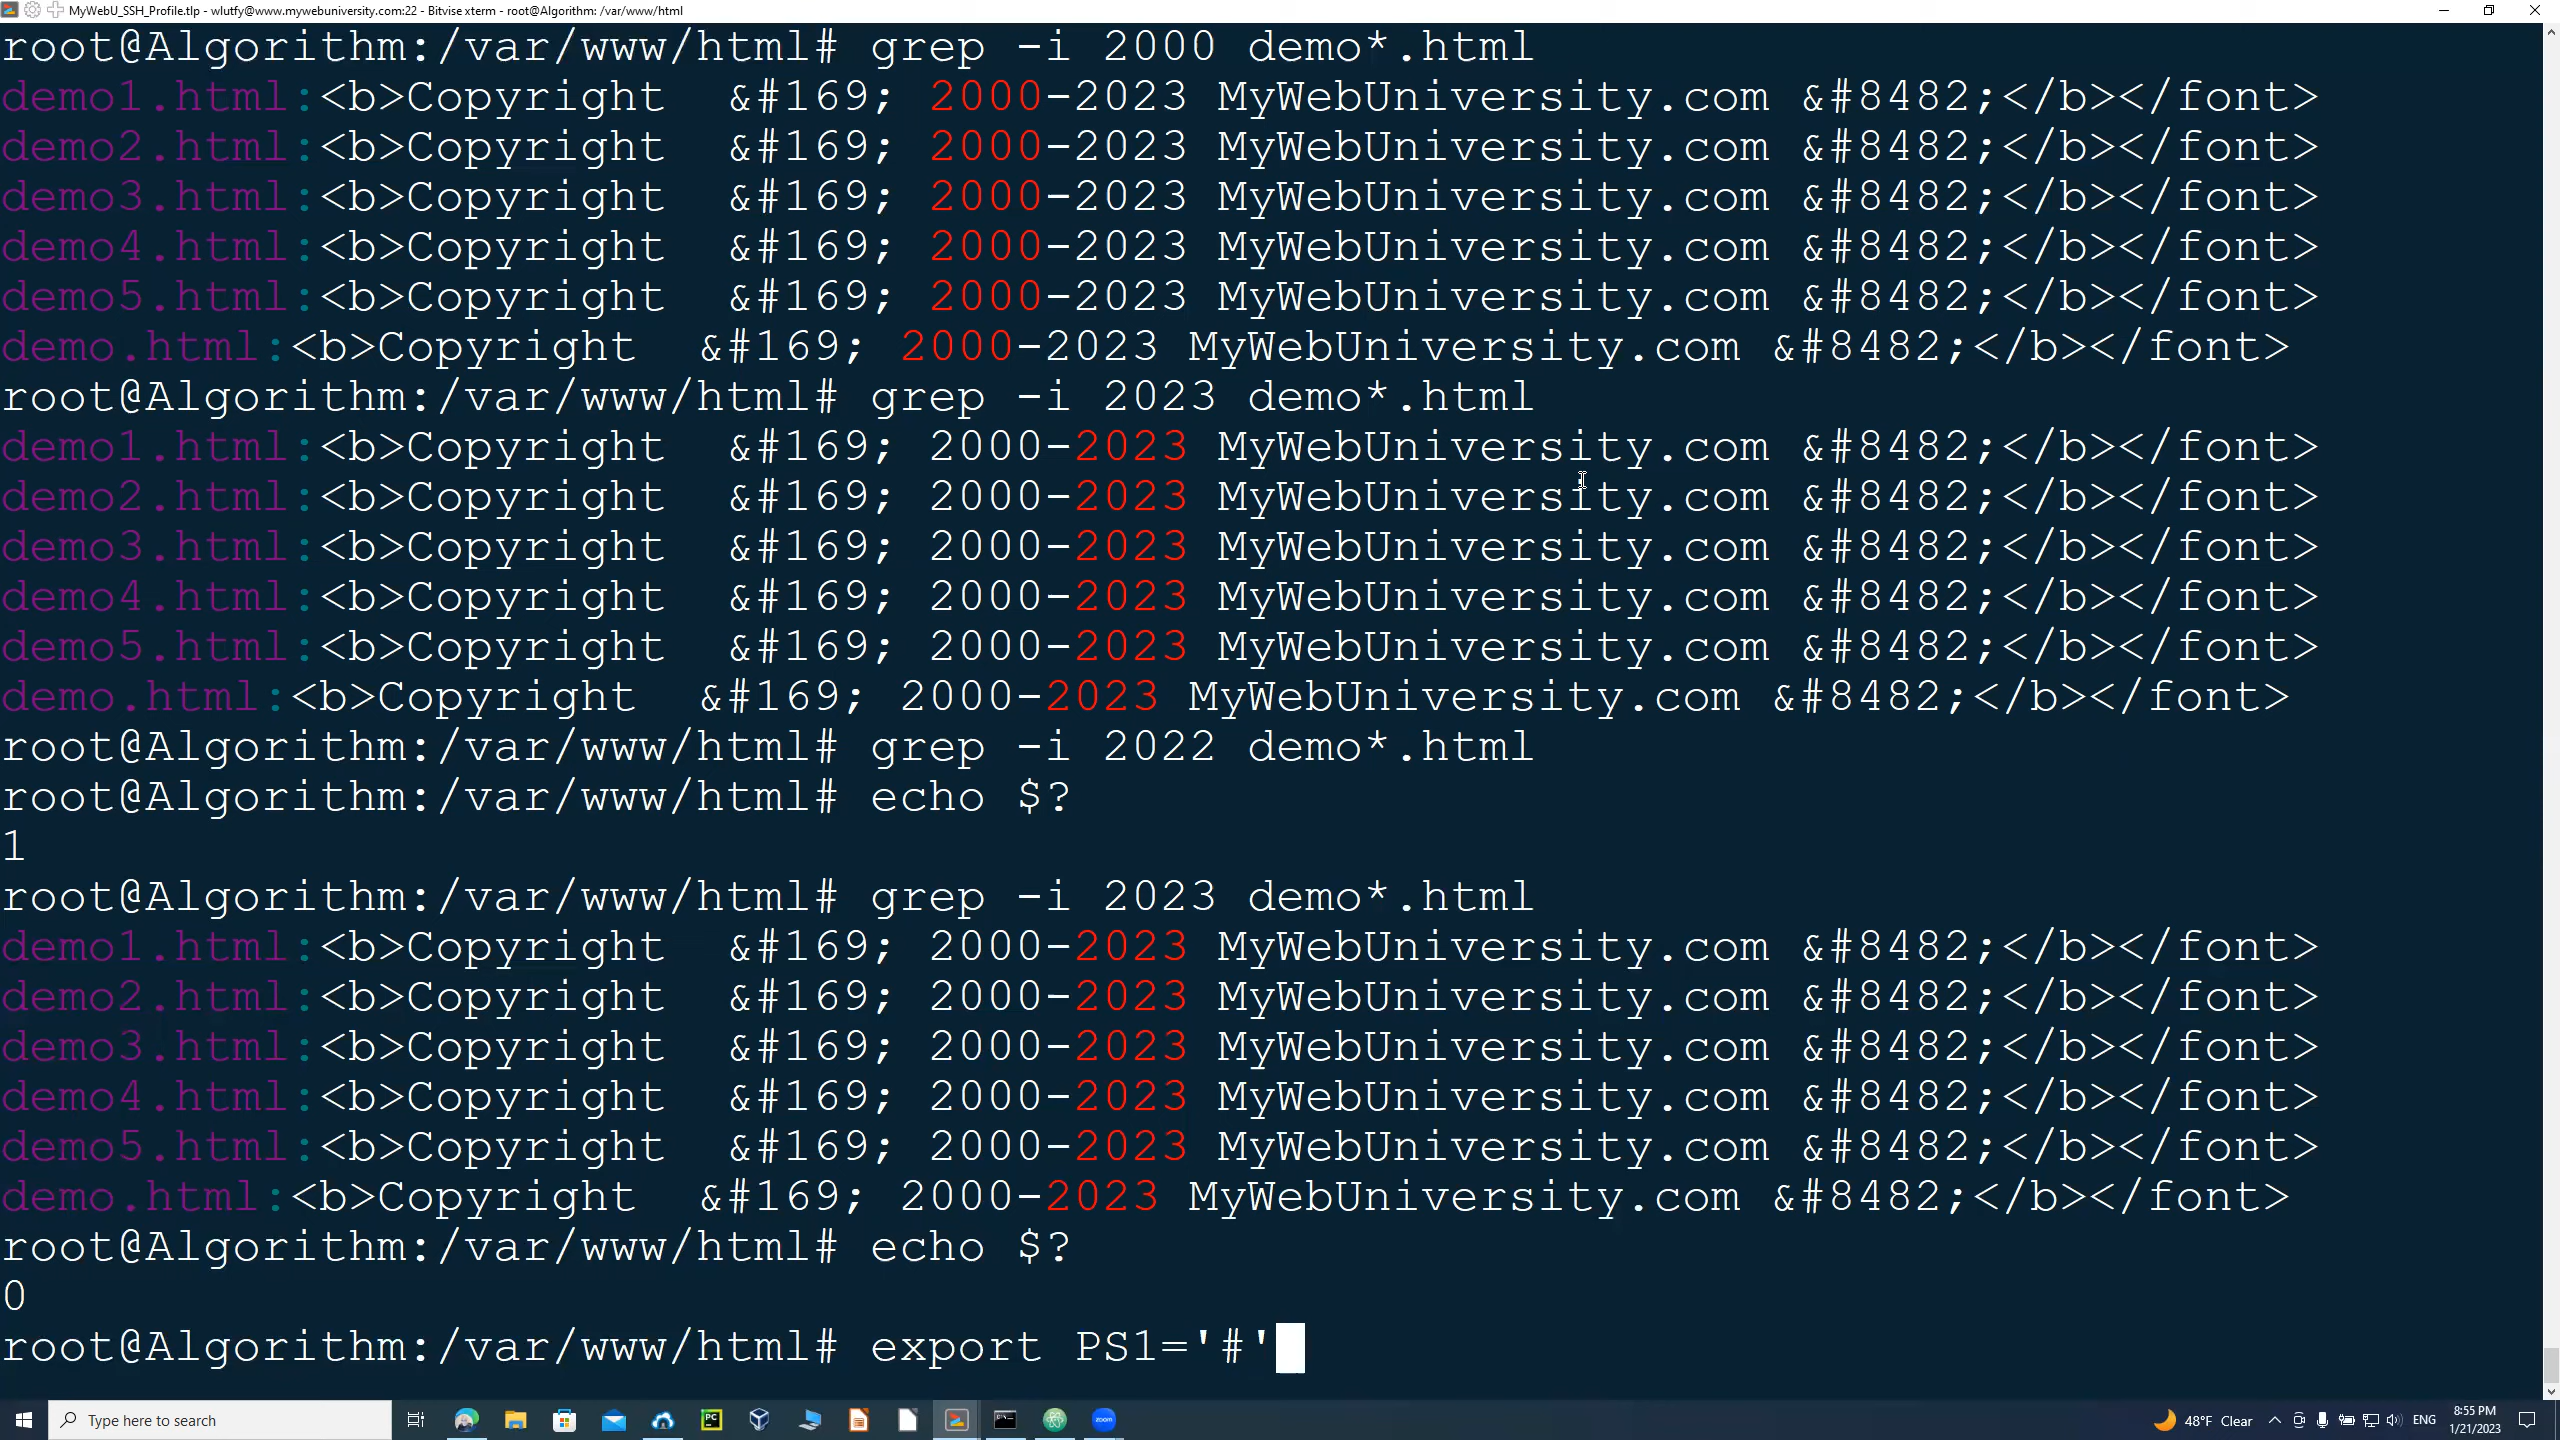 MyWebU_SSH_Profile.tlp - wlutfy@www.mywebuniversity.com:22 - Bitvise xterm - root@Algorithm: /var/www/html
root@Algorithm:/var/www/html# grep -i 2000 demo*.html
demo1.html:<b>Copyright  &#169; 2000-2023 MyWebUniversity.com &#8482;</b></font>
demo2.html:<b>Copyright  &#169; 2000-2023 MyWebUniversity.com &#8482;</b></font>
demo3.html:<b>Copyright  &#169; 2000-2023 MyWebUniversity.com &#8482;</b></font>
demo4.html:<b>Copyright  &#169; 2000-2023 MyWebUniversity.com &#8482;</b></font>
demo5.html:<b>Copyright  &#169; 2000-2023 MyWebUniversity.com &#8482;</b></font>
demo.html:<b>Copyright  &#169; 2000-2023 MyWebUniversity.com &#8482;</b></font>
root@Algorithm:/var/www/html# grep -i 2023 demo*.html
demo1.html:<b>Copyright  &#169; 2000-2023 MyWebUniversity.com &#8482;</b></font>
demo2.html:<b>Copyright  &#169; 2000-2023 MyWebUniversity.com &#8482;</b></font>
demo3.html:<b>Copyright  &#169; 2000-2023 MyWebUniversity.com &#8482;</b></font>
demo4.html:<b>Copyright  &#169; 2000-2023 MyWebUniversity.com &#8482;</b></font>
demo5.html:<b>Copyright  &#169; 2000-2023 MyWebUniversity.com &#8482;</b></font>
demo.html:<b>Copyright  &#169; 2000-2023 MyWebUniversity.com &#8482;</b></font>
root@Algorithm:/var/www/html# grep -i 2022 demo*.html
root@Algorithm:/var/www/html# echo $?
1
root@Algorithm:/var/www/html# grep -i 2023 demo*.html
demo1.html:<b>Copyright  &#169; 2000-2023 MyWebUniversity.com &#8482;</b></font>
demo2.html:<b>Copyright  &#169; 2000-2023 MyWebUniversity.com &#8482;</b></font>
demo3.html:<b>Copyright  &#169; 2000-2023 MyWebUniversity.com &#8482;</b></font>
demo4.html:<b>Copyright  &#169; 2000-2023 MyWebUniversity.com &#8482;</b></font>
demo5.html:<b>Copyright  &#169; 2000-2023 MyWebUniversity.com &#8482;</b></font>
demo.html:<b>Copyright  &#169; 2000-2023 MyWebUniversity.com &#8482;</b></font>
root@Algorithm:/var/www/html# echo $?
0
root@Algorithm:/var/www/html# export PS1='#'
Type here to search
PC
zoom
48°F Clear
ENG
8:55 PM
1/21/2023